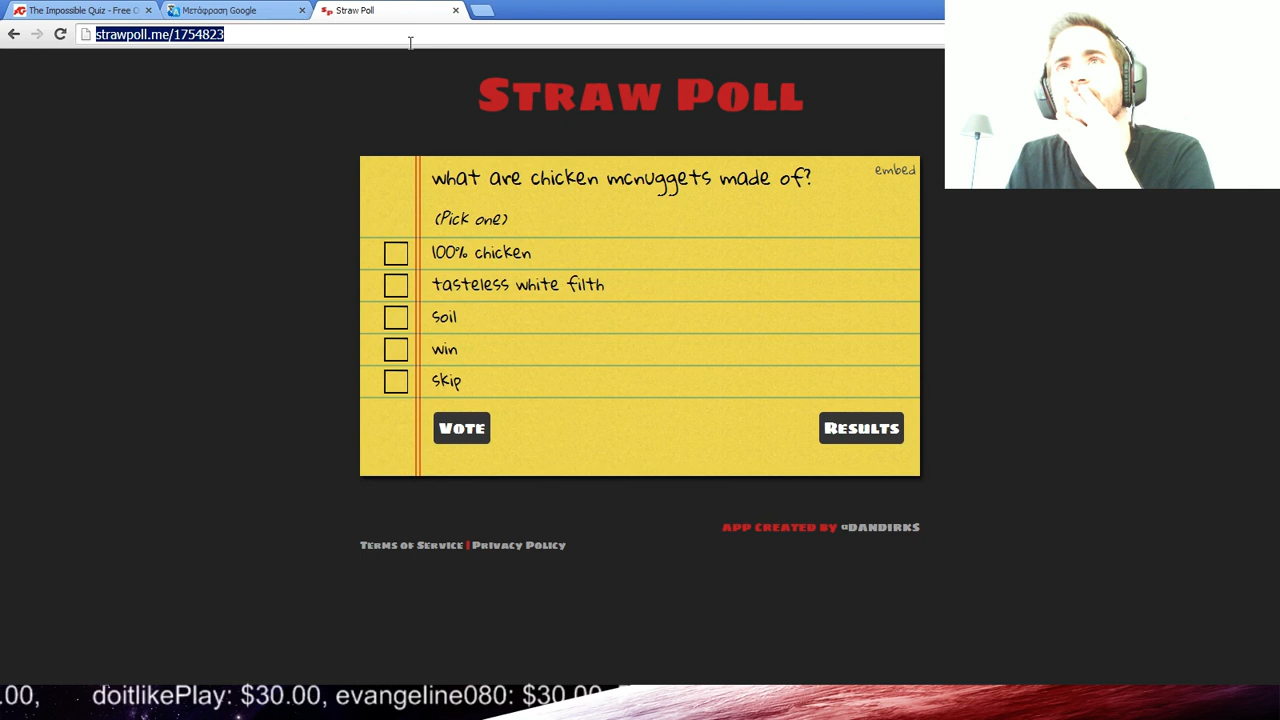 The Impossible Quiz - Free O
Μετάφραση Google
Straw Poll
strawpoll.me/1754823
STRAW POLL
what are chicken mcnuggets made of?
embed
(Pick one)
100% chicken
tasteless white filth
soil
win
skip
VOTE
RESULTS
APP CREATED BY @DANDIRKS
TERMS OF SERVICE | PRIVACY POLICY
.00, doitlikePlay: $30.00, evangeline080: $30.00,